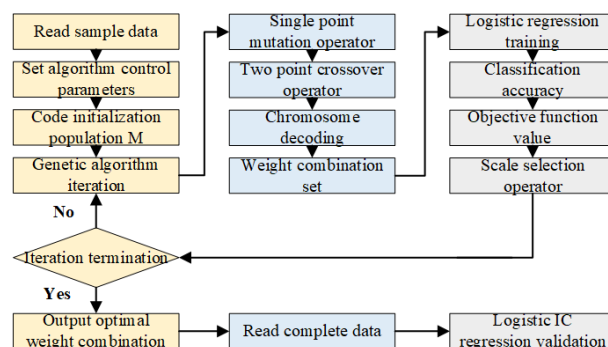 Read sample data
Set algorithm control
parameters
Code initialization
population M
Genetic algorithm
iteration
Single point
mutation operator
Two point crossover
operator
Chromosome
decoding
Weight combination
set
Logistic regression
training
Classification
accuracy
Objective function
value
Scale selection
operator
No
Iteration termination
Yes
Output optimal
weight combination
Read complete data
Logistic IC
regression validation